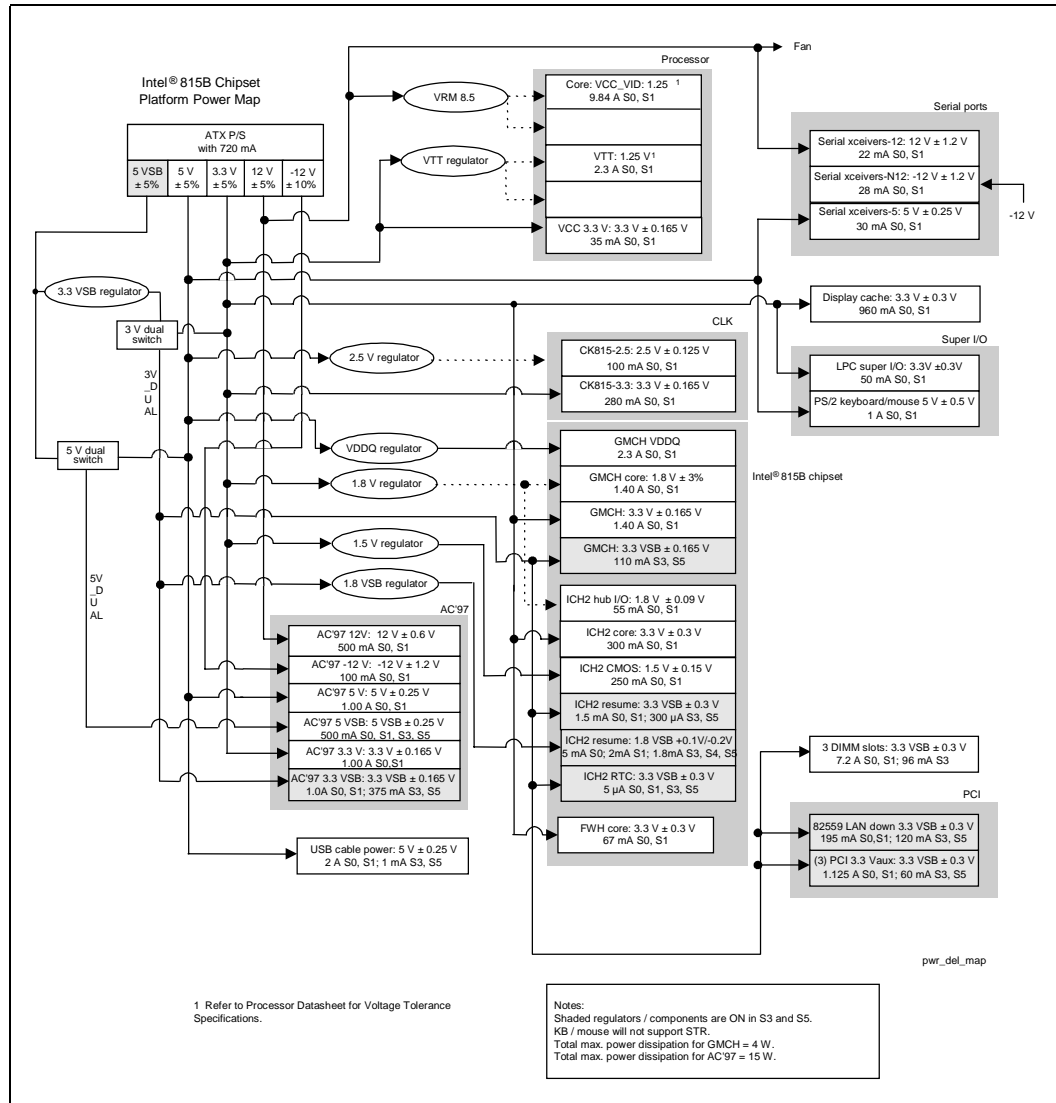 Intel® 815B Chipset
Platform Power Map
ATX P/S
with 720 mA
5 VSB
± 5%
5 V
± 5%
3.3 V
± 5%
12 V
± 5%
-12 V
± 10%
Fan
Processor
VRM 8.5
Core: VCC_VID: 1.25 1
9.84 A S0, S1
VTT regulator
VTT: 1.25 V1
2.3 A S0, S1
VCC 3.3 V: 3.3 V ± 0.165 V
35 mA S0, S1
Serial ports
Serial xceivers-12: 12 V ± 1.2 V
22 mA S0, S1
Serial xceivers-N12: -12 V ± 1.2 V
28 mA S0, S1
Serial xceivers-5: 5 V ± 0.25 V
30 mA S0, S1
-12 V
3.3 VSB regulator
3 V dual
switch
3V
_D
U
AL
Display cache: 3.3 V ± 0.3 V
960 mA S0, S1
Super I/O
LPC super I/O: 3.3V ±0.3V
50 mA S0, S1
PS/2 keyboard/mouse 5 V ± 0.5 V
1 A S0, S1
CLK
2.5 V regulator
CK815-2.5: 2.5 V ± 0.125 V
100 mA S0, S1
CK815-3.3: 3.3 V ± 0.165 V
280 mA S0, S1
5 V dual
switch
5V
_D
U
AL
VDDQ regulator
1.8 V regulator
1.5 V regulator
1.8 VSB regulator
Intel® 815B chipset
GMCH VDDQ
2.3 A S0, S1
GMCH core: 1.8 V ± 3%
1.40 A S0, S1
GMCH: 3.3 V ± 0.165 V
1.40 A S0, S1
GMCH: 3.3 VSB ± 0.165 V
110 mA S3, S5
ICH2 hub I/O: 1.8 V ± 0.09 V
55 mA S0, S1
ICH2 core: 3.3 V ± 0.3 V
300 mA S0, S1
ICH2 CMOS: 1.5 V ± 0.15 V
250 mA S0, S1
ICH2 resume: 3.3 VSB ± 0.3 V
1.5 mA S0, S1; 300 µA S3, S5
ICH2 resume: 1.8 VSB +0.1V/-0.2V
5 mA S0; 2mA S1; 1.8mA S3, S4, S5
ICH2 RTC: 3.3 VSB ± 0.3 V
5 µA S0, S1, S3, S5
FWH core: 3.3 V ± 0.3 V
67 mA S0, S1
AC'97
AC'97 12V: 12 V ± 0.6 V
500 mA S0, S1
AC'97 -12 V: -12 V ± 1.2 V
100 mA S0, S1
AC'97 5 V: 5 V ± 0.25 V
1.00 A S0, S1
AC'97 5 VSB: 5 VSB ± 0.25 V
500 mA S0, S1, S3, S5
AC'97 3.3 V: 3.3 V ± 0.165 V
1.00 A S0,S1
AC'97 3.3 VSB: 3.3 VSB ± 0.165 V
1.0A S0, S1; 375 mA S3, S5
USB cable power: 5 V ± 0.25 V
2 A S0, S1; 1 mA S3, S5
3 DIMM slots: 3.3 VSB ± 0.3 V
7.2 A S0, S1; 96 mA S3
PCI
82559 LAN down 3.3 VSB ± 0.3 V
195 mA S0,S1; 120 mA S3, S5
(3) PCI 3.3 Vaux: 3.3 VSB ± 0.3 V
1.125 A S0, S1; 60 mA S3, S5
pwr_del_map
1 Refer to Processor Datasheet for Voltage Tolerance
Specifications.
Notes:
Shaded regulators / components are ON in S3 and S5.
KB / mouse will not support STR.
Total max. power dissipation for GMCH = 4 W.
Total max. power dissipation for AC'97 = 15 W.